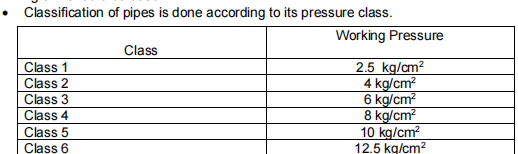 • Classification of pipes is done according to its pressure class.
Class Working Pressure
Class 1 2.5 kg/cm²
Class 2 4 kg/cm²
Class 3 6 kg/cm²
Class 4 8 kg/cm²
Class 5 10 kg/cm²
Class 6 12.5 kg/cm²